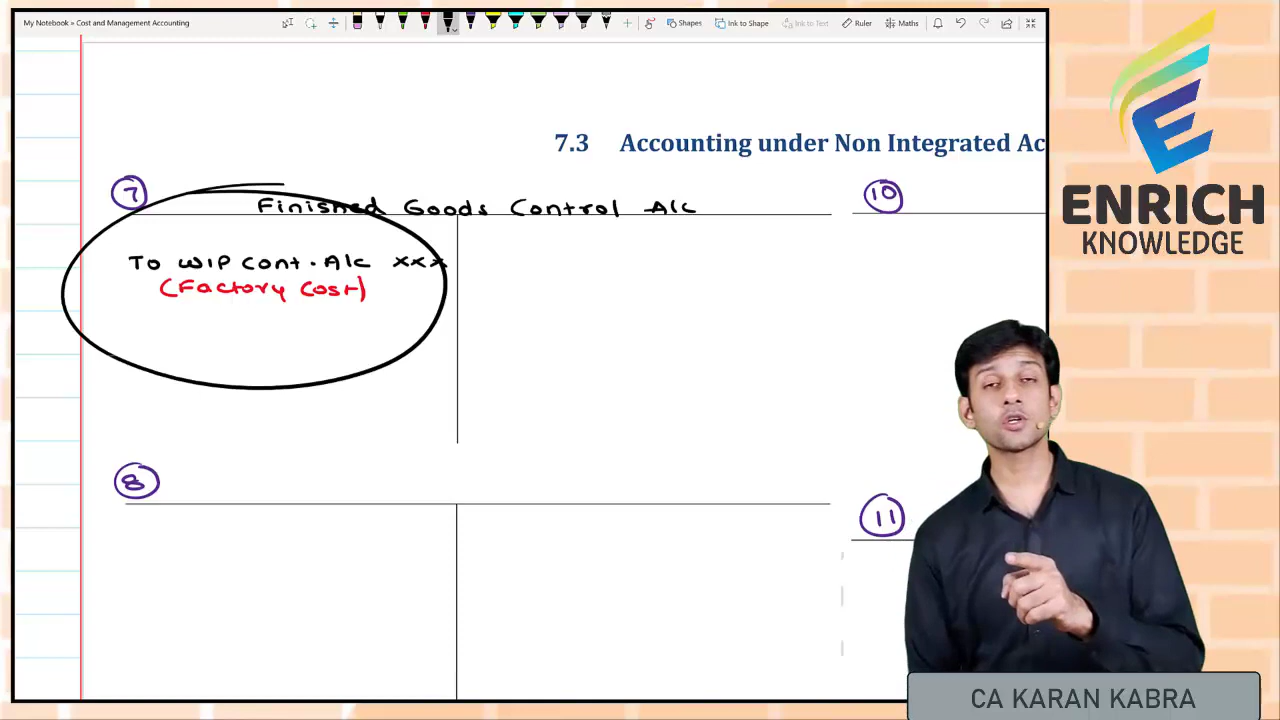 My Notebook » Cost and Management Accounting
Shapes
Ink to Shape
Ink to Text
Ruler
Maths
7.3 Accounting under Non Integrated Ac
7
Finished Goods Control A/c
10
To WIP Cont. A/c xxx
(Factory Cost)
8
11
ENRICH
KNOWLEDGE
CA KARAN KABRA